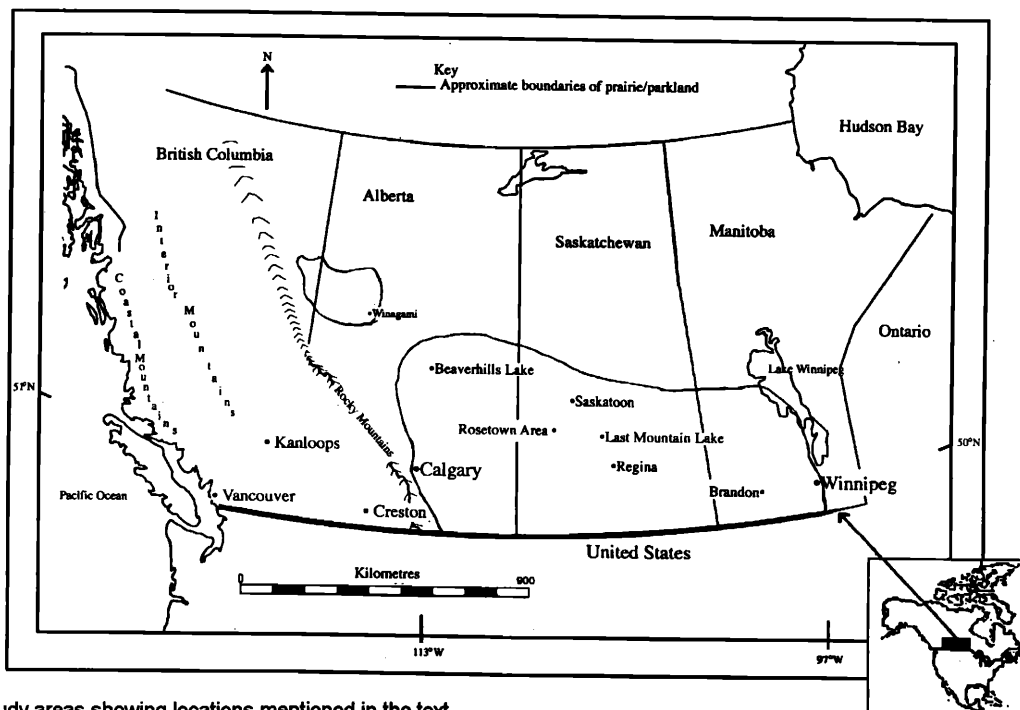 N
Key
Approximate boundaries of prairie/parkland
Hudson Bay
British Columbia
Alberta
Saskatchewan
Manitoba
Interior Mountains
Coastal Mountains
Winagami
Ontario
51°N
Beaverhills Lake
Lake Winnipeg
Rocky Mountains
Saskatoon
Rosetown Area
Last Mountain Lake
50°N
Kanloops
Calgary
Regina
Pacific Ocean
Vancouver
Brandon
Winnipeg
Creston
United States
Kilometres
0
900
113°W
97°W
udy areas showing locations mentioned in the text